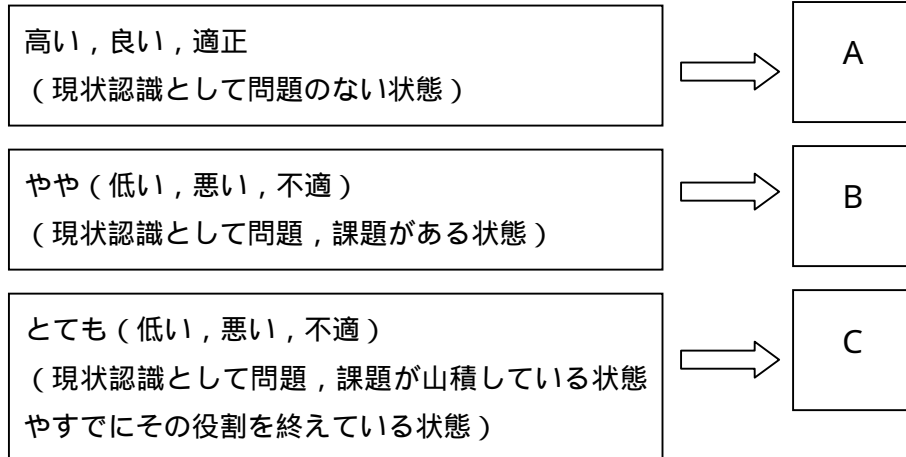 高い，良い，適正
（現状認識として問題のない状態）
A
やや（低い，悪い，不適）
（現状認識として問題，課題がある状態）
B
とても（低い，悪い，不適）
（現状認識として問題，課題が山積している状態
やすでにその役割を終えている状態）
C